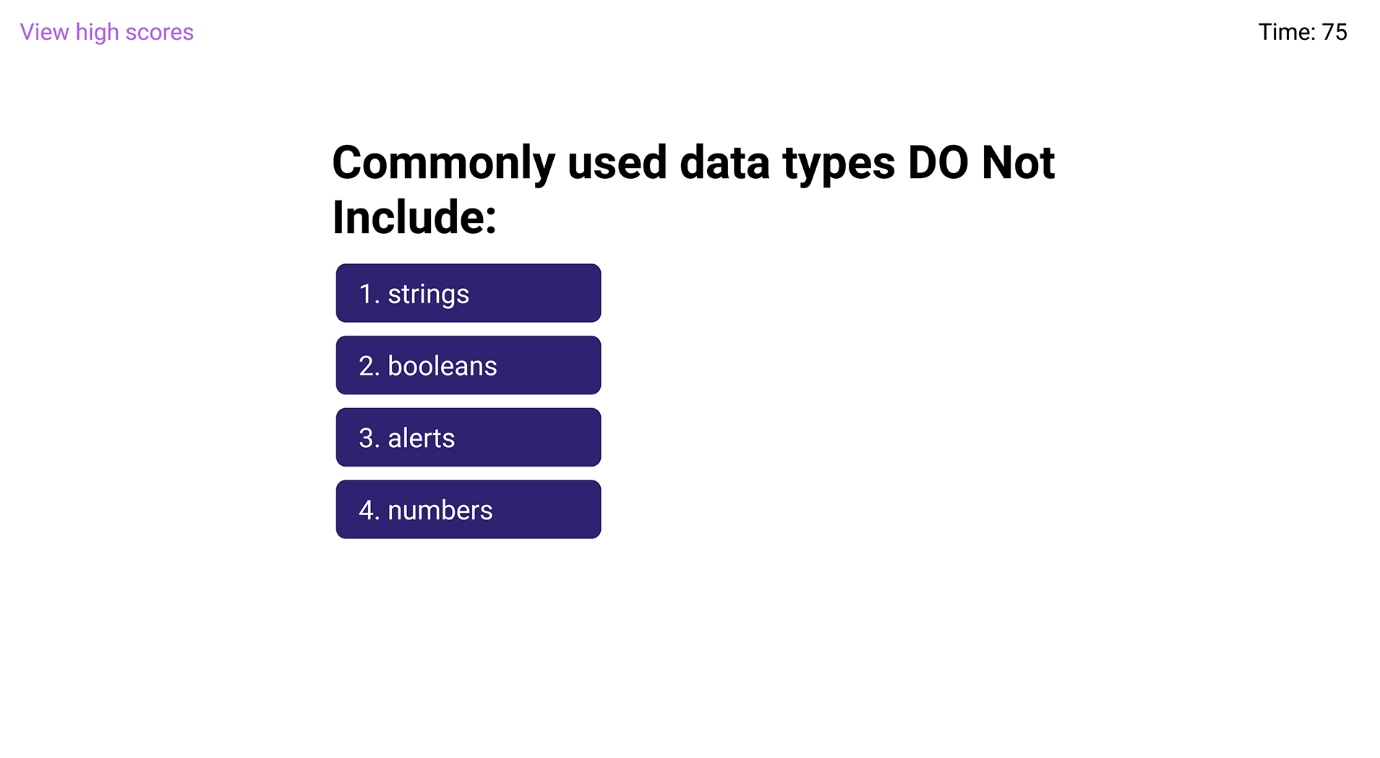 View high scores
Time: 75
Commonly used data types DO Not
Include:
1. strings
2. booleans
3. alerts
4. numbers